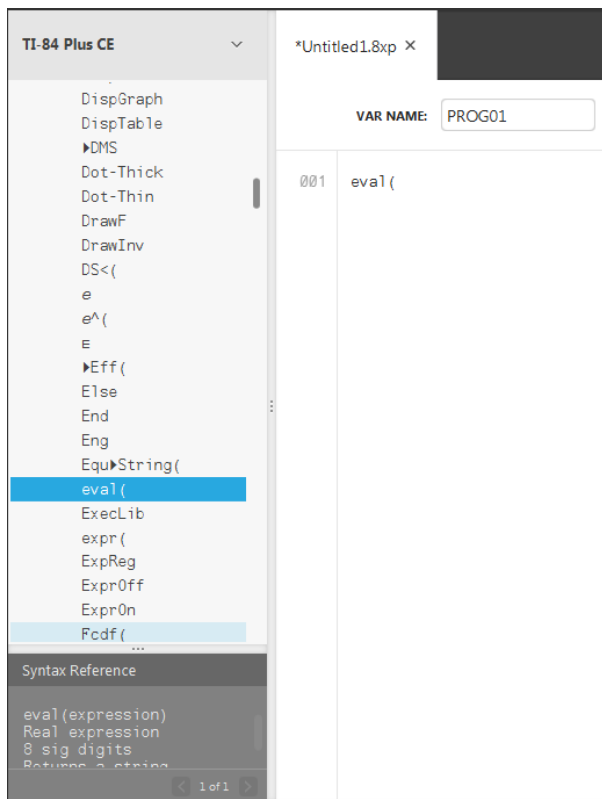 TI-84 Plus CE
*Untitled1.8xp ×
VAR NAME: PROG01
DispGraph
DispTable
►DMS
Dot-Thick
Dot-Thin
DrawF
DrawInv
DS<(
e
e^(
ᴇ
►Eff(
Else
End
Eng
Equ►String(
eval(
ExecLib
expr(
ExpReg
ExprOff
ExprOn
Fcdf(
001 eval(
Syntax Reference
eval(expression)
Real expression
8 sig digits
Returns a string
< 1 of 1 >